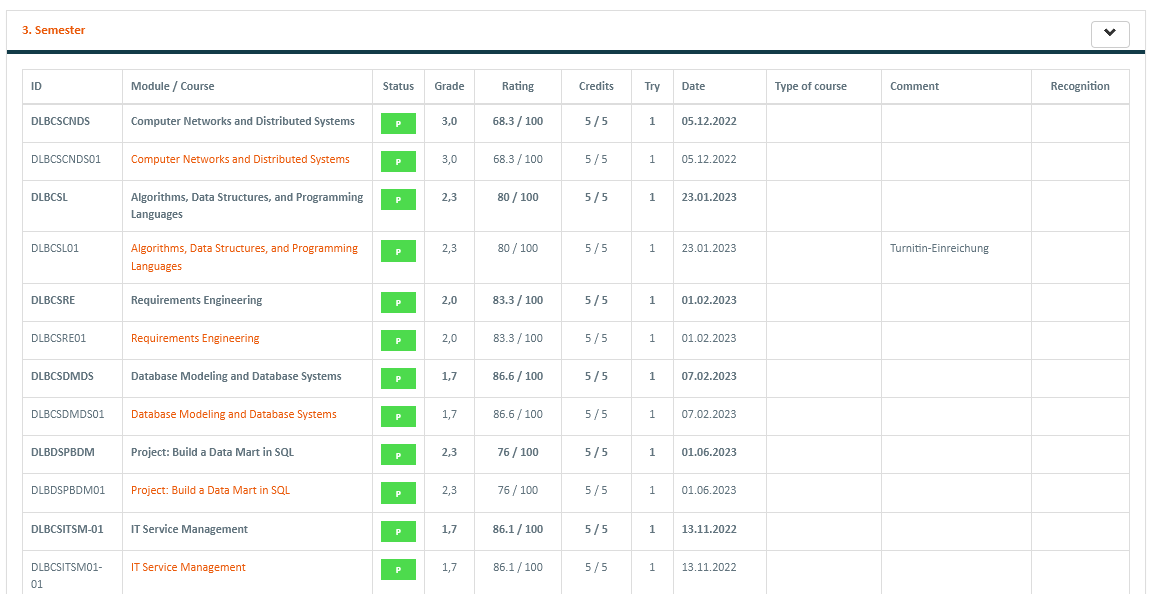 3. Semester
ID Module / Course Status Grade Rating Credits Try Date Type of course Comment Recognition
DLBCSCNDS Computer Networks and Distributed Systems P 3,0 68.3 / 100 5 / 5 1 05.12.2022
DLBCSCNDS01 Computer Networks and Distributed Systems P 3,0 68.3 / 100 5 / 5 1 05.12.2022
DLBCSL Algorithms, Data Structures, and Programming P 2,3 80 / 100 5 / 5 1 23.01.2023
Languages
DLBCSL01 Algorithms, Data Structures, and Programming P 2,3 80 / 100 5 / 5 1 23.01.2023 Turnitin-Einreichung
Languages
DLBCSRE Requirements Engineering P 2,0 83.3 / 100 5 / 5 1 01.02.2023
DLBCSRE01 Requirements Engineering P 2,0 83.3 / 100 5 / 5 1 01.02.2023
DLBCSDMDS Database Modeling and Database Systems P 1,7 86.6 / 100 5 / 5 1 07.02.2023
DLBCSDMDS01 Database Modeling and Database Systems P 1,7 86.6 / 100 5 / 5 1 07.02.2023
DLBDSPBDM Project: Build a Data Mart in SQL P 2,3 76 / 100 5 / 5 1 01.06.2023
DLBDSPBDM01 Project: Build a Data Mart in SQL P 2,3 76 / 100 5 / 5 1 01.06.2023
DLBCSITSM-01 IT Service Management P 1,7 86.1 / 100 5 / 5 1 13.11.2022
DLBCSITSM01- IT Service Management P 1,7 86.1 / 100 5 / 5 1 13.11.2022
01